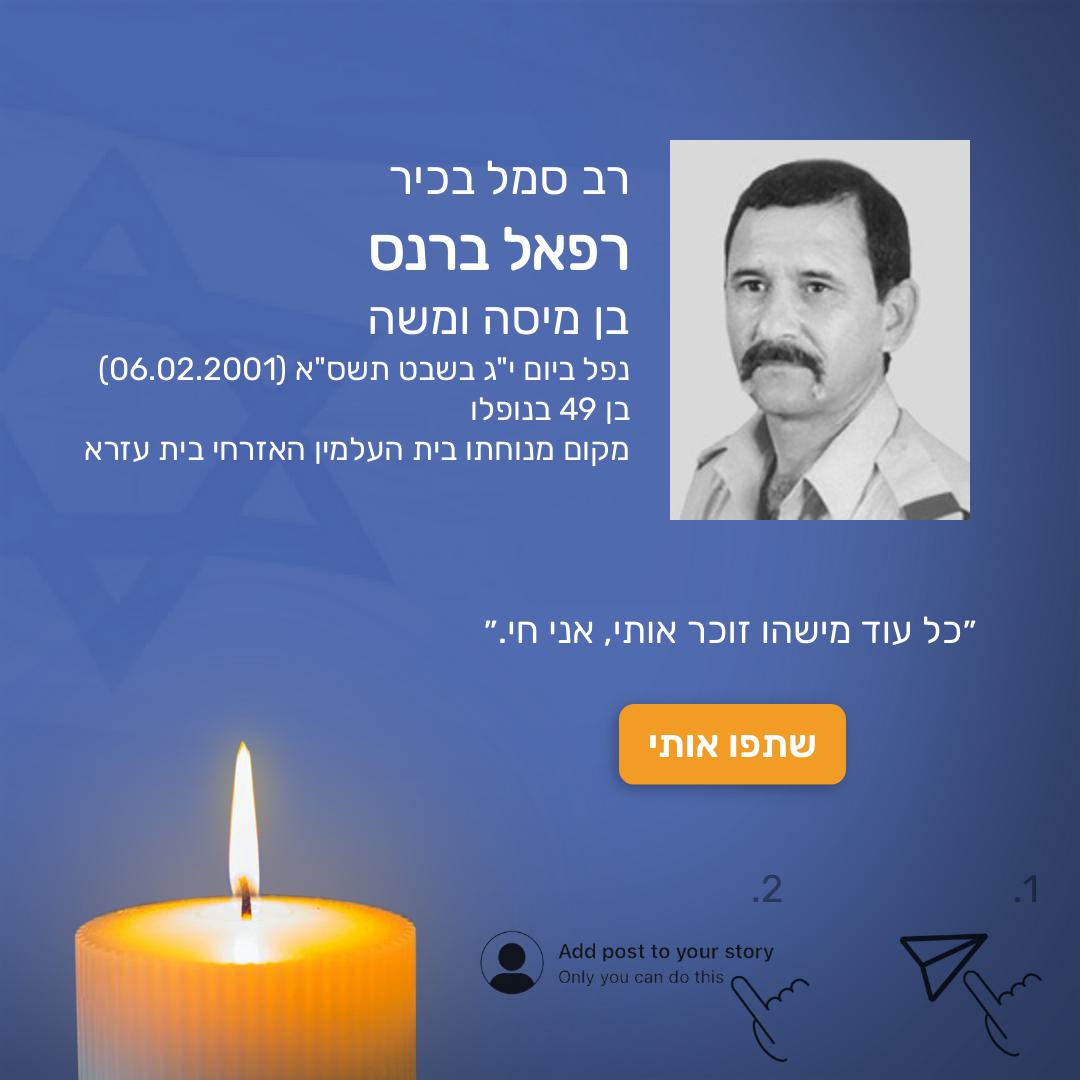 רב סמל בכיר
רפאל ברנס
בן מיסה ומשה
נפל ביום י"ג בשבט תשס"א (06.02.2001)
בן 49 בנופלו
מקום מנוחתו בית העלמין האזרחי בית עזרא
״כל עוד מישהו זוכר אותי, אני חי.״
שתפו אותי
1.
2.
Add post to your story
Only you can do this